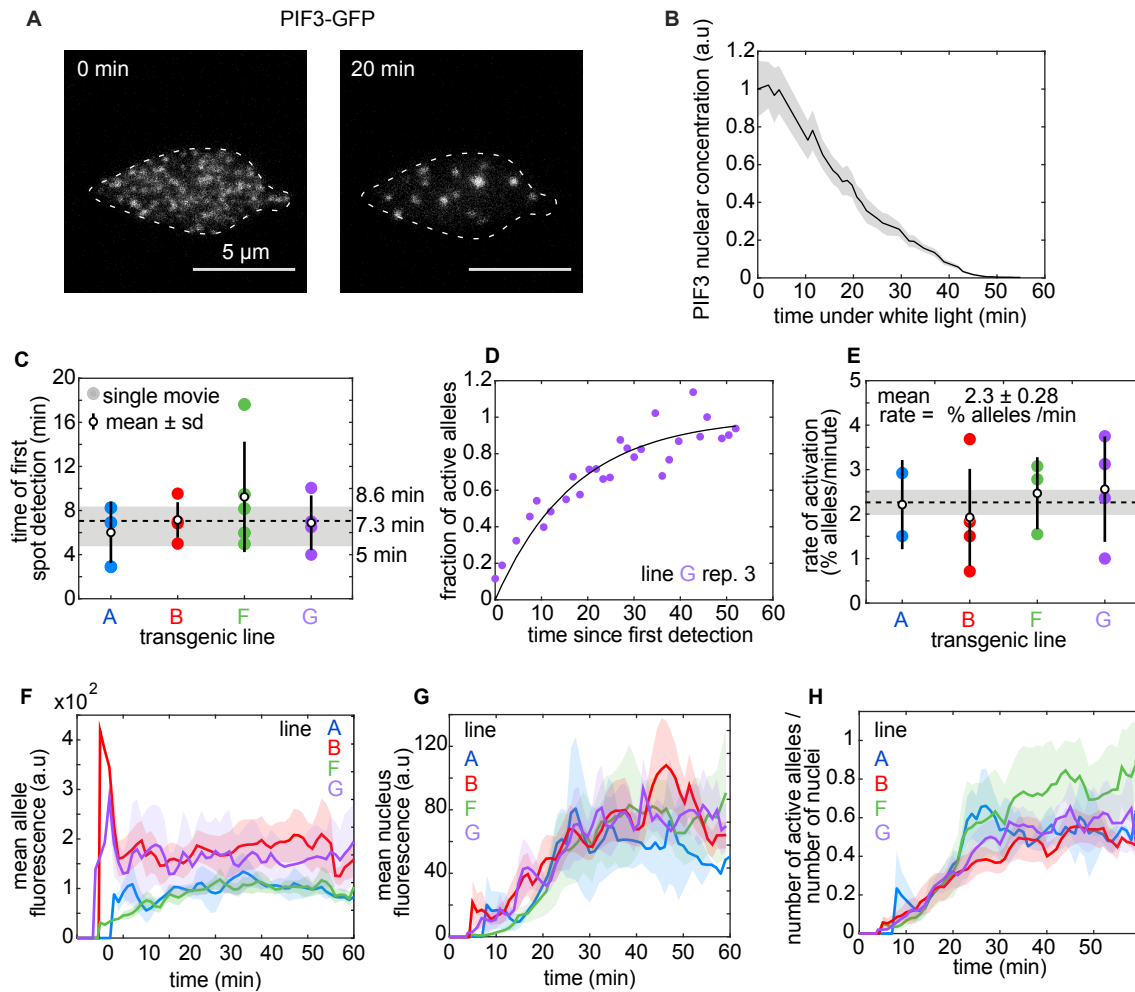 A
PIF3-GFP
0 min
20 min
5 µm
B
PIF3 nuclear concentration (a.u)
1.2
1
0.8
0.6
0.4
0.2
0
0 10 20 30 40 50 60
time under white light (min)
C
20
16
12
8
4
0
time of first
spot detection (min)
single movie
mean ± sd
8.6 min
7.3 min
5 min
A B F G
transgenic line
D
1.2
1
0.8
0.6
0.4
0.2
0
fraction of active alleles
line G rep. 3
0 10 20 30 40 50 60
time since first detection
E
5
4
3
2
1
0
rate of activation
(% alleles/minute)
mean
rate =
2.3 ± 0.28
% alleles /min
A B F G
transgenic line
F
x10²
4
3
2
1
0
mean allele
fluorescence (a.u)
line A
B
F
G
0 10 20 30 40 50 60
time (min)
G
120
80
40
0
mean nucleus
fluorescence (a.u)
line
A
B
F
G
0 10 20 30 40 50 60
time (min)
H
1
0.8
0.6
0.4
0.2
0
number of active alleles /
number of nuclei
line
A
B
F
G
0 10 20 30 40 50 60
time (min)